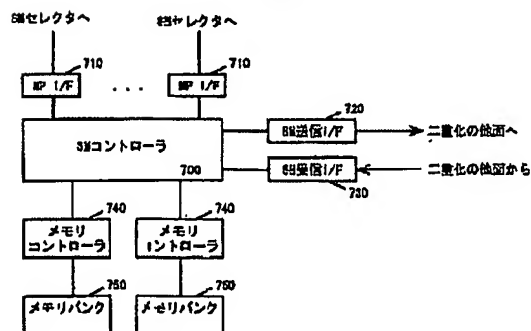 SMセレクタへ
SMセレクタへ
710
710
MP I/F
. . .
MP I/F
720
SMコントローラ
SM送信I/F
二重化の他面へ
700
SM受信I/F
二重化の他面から
730
740
740
メモリ
コントローラ
メモリ
コントローラ
750
750
メモリバンク
メモリバンク